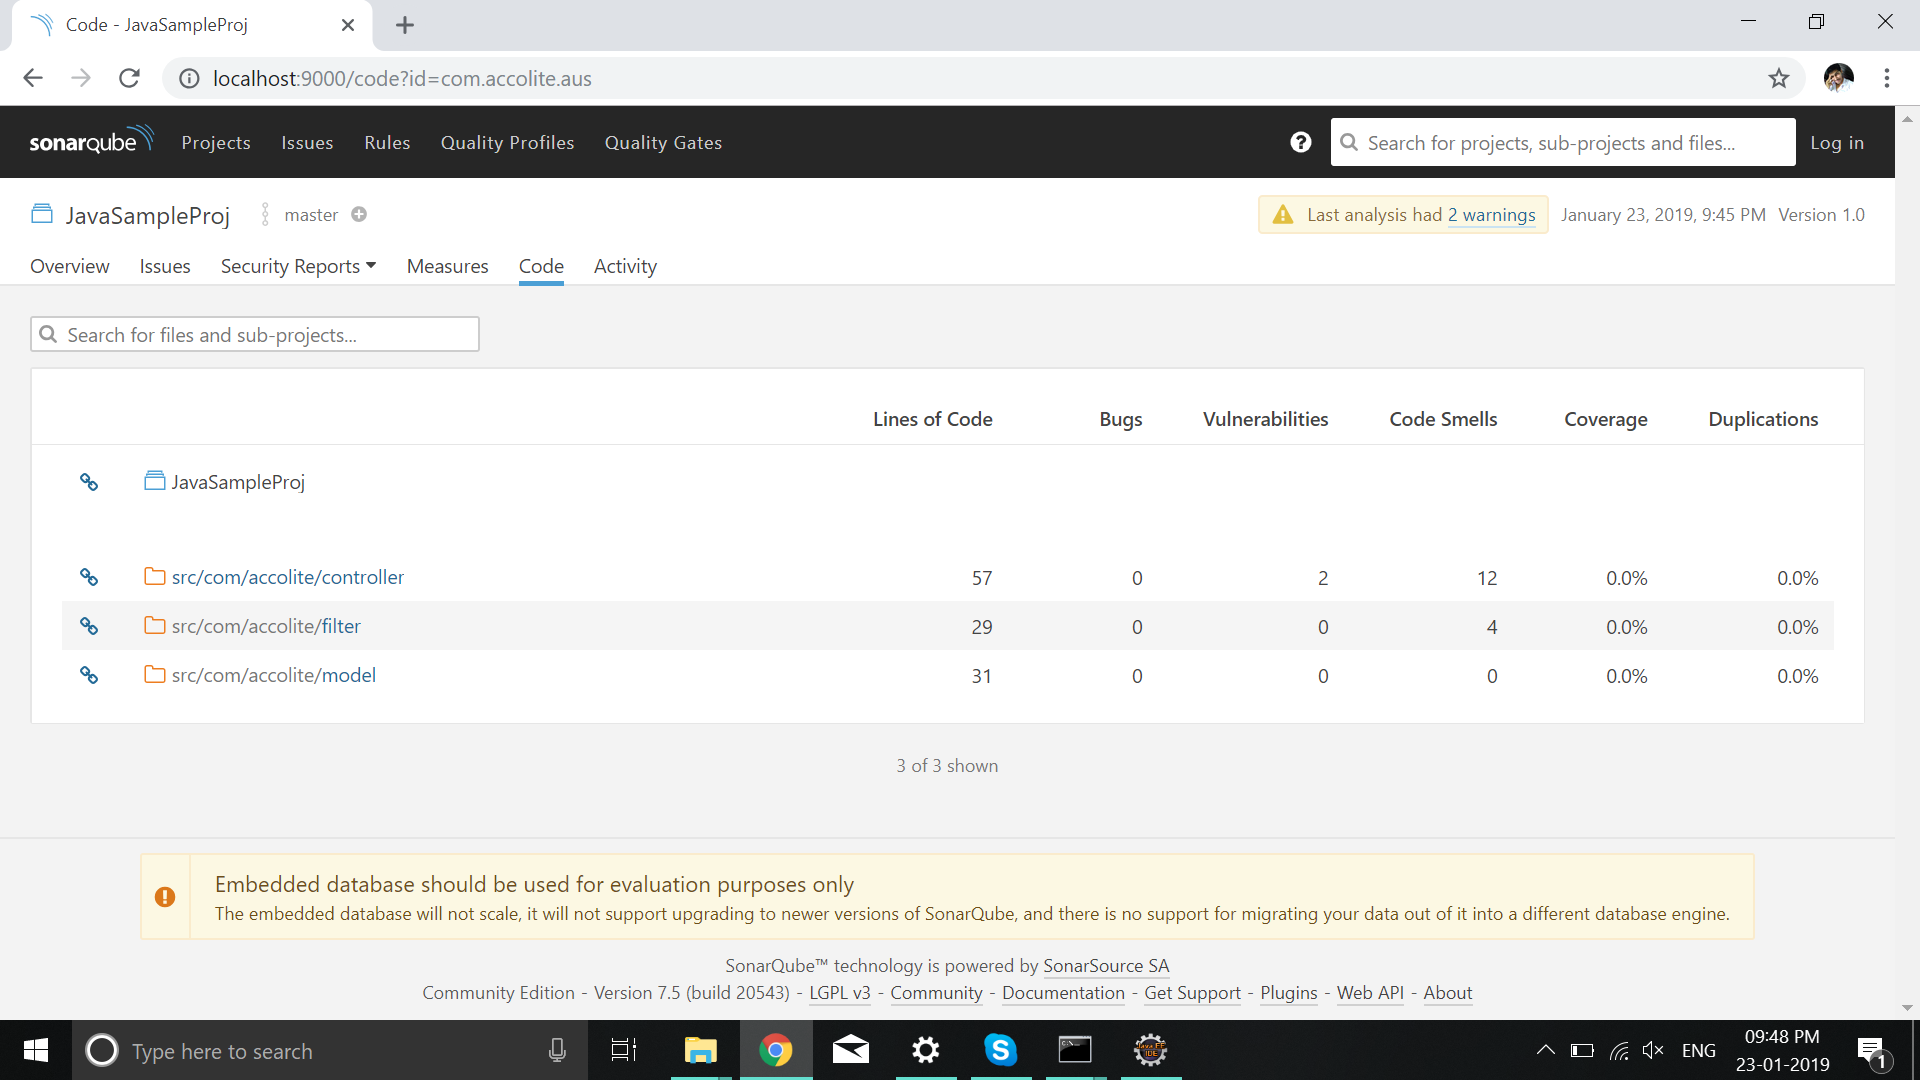 Code - JavaSampleProj
localhost:9000/code?id=com.accolite.aus
sonarqube Projects Issues Rules Quality Profiles Quality Gates Search for projects, sub-projects and files... Log in
JavaSampleProj master Last analysis had 2 warnings January 23, 2019, 9:45 PM Version 1.0
Overview Issues Security Reports Measures Code Activity
Search for files and sub-projects...
Lines of Code Bugs Vulnerabilities Code Smells Coverage Duplications
JavaSampleProj
src/com/accolite/controller 57 0 2 12 0.0% 0.0%
src/com/accolite/filter 29 0 0 4 0.0% 0.0%
src/com/accolite/model 31 0 0 0 0.0% 0.0%
3 of 3 shown
Embedded database should be used for evaluation purposes only
The embedded database will not scale, it will not support upgrading to newer versions of SonarQube, and there is no support for migrating your data out of it into a different database engine.
SonarQube™ technology is powered by SonarSource SA
Community Edition - Version 7.5 (build 20543) - LGPL v3 - Community - Documentation - Get Support - Plugins - Web API - About
Type here to search ENG 09:48 PM
23-01-2019 1